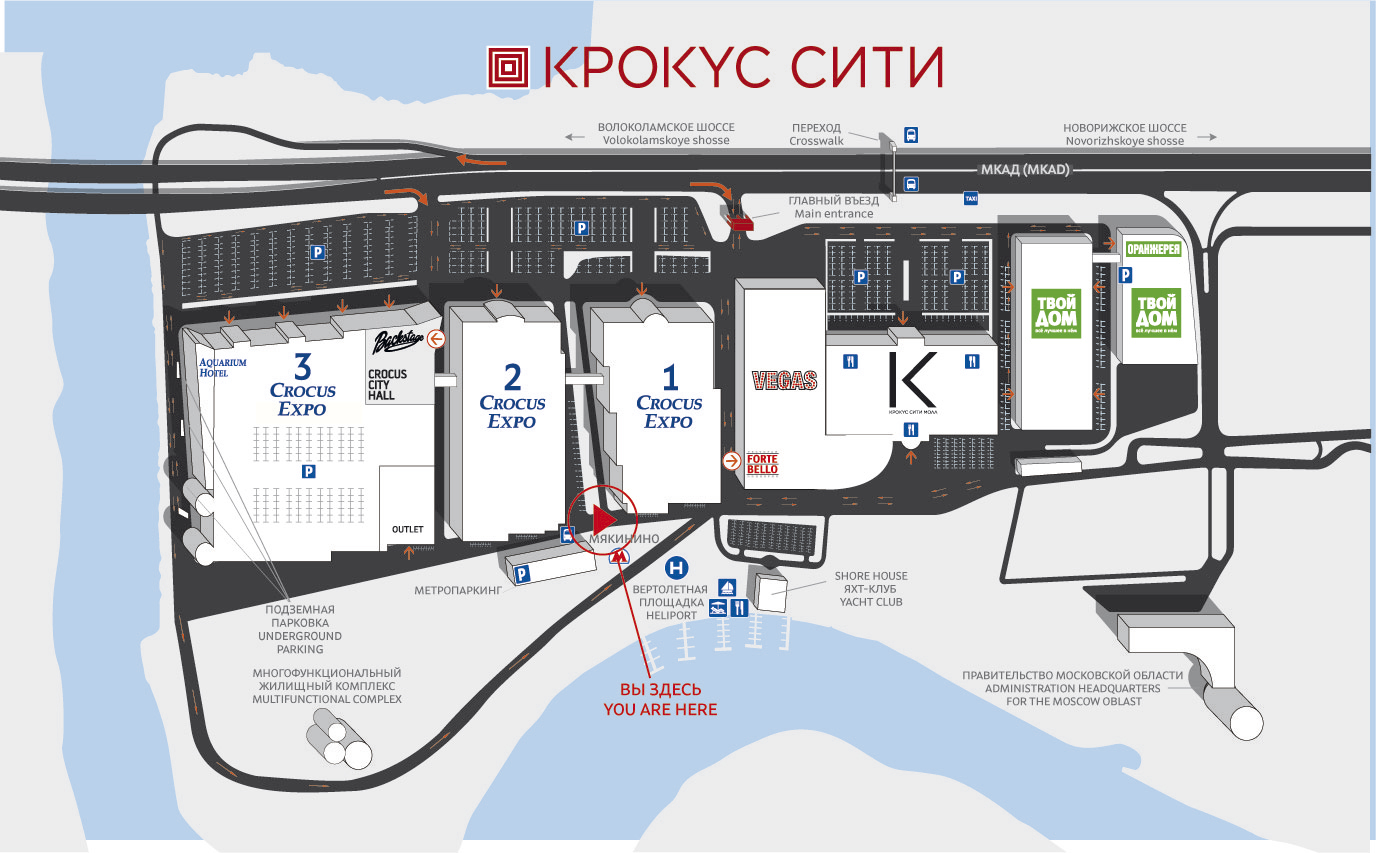 КРОКУС СИТИ
ВОЛОКОЛАМСКОЕ ШОССЕ
Volokolamskoye shosse
ПЕРЕХОД
Crosswalk
НОВОРИЖСКОЕ ШОССЕ
Novorizhskoye shosse
МКАД (MKAD)
TAXI
ГЛАВНЫЙ ВЪЕЗД
Main entrance
P
P
P
P
P
ОРАНЖЕРЕЯ
ТВОЙ
ДОМ
всё лучшее в нём
ТВОЙ
ДОМ
всё лучшее в нём
Backstage
AQUARIUM
HOTEL
3
CROCUS
EXPO
CROCUS
CITY
HALL
2
CROCUS
EXPO
1
CROCUS
EXPO
VEGAS
K
КРОКУС СИТИ МОЛЛ
P
FORTE
BELLO
OUTLET
МЯКИНИНО
М
P
МЕТРОПАРКИНГ
H
ВЕРТОЛЕТНАЯ
ПЛОЩАДКА
HELIPORT
SHORE HOUSE
ЯХТ-КЛУБ
YACHT CLUB
ПОДЗЕМНАЯ
ПАРКОВКА
UNDERGROUND
PARKING
МНОГОФУНКЦИОНАЛЬНЫЙ
ЖИЛИЩНЫЙ КОМПЛЕКС
MULTIFUNCTIONAL COMPLEX
ВЫ ЗДЕСЬ
YOU ARE HERE
ПРАВИТЕЛЬСТВО МОСКОВСКОЙ ОБЛАСТИ
ADMINISTRATION HEADQUARTERS
FOR THE MOSCOW OBLAST